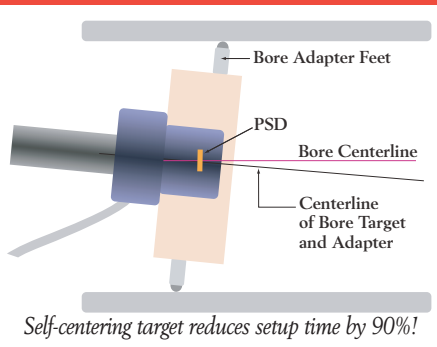 Bore Adapter Feet
PSD
Bore Centerline
Centerline
of Bore Target
and Adapter
Self-centering target reduces setup time by 90%!